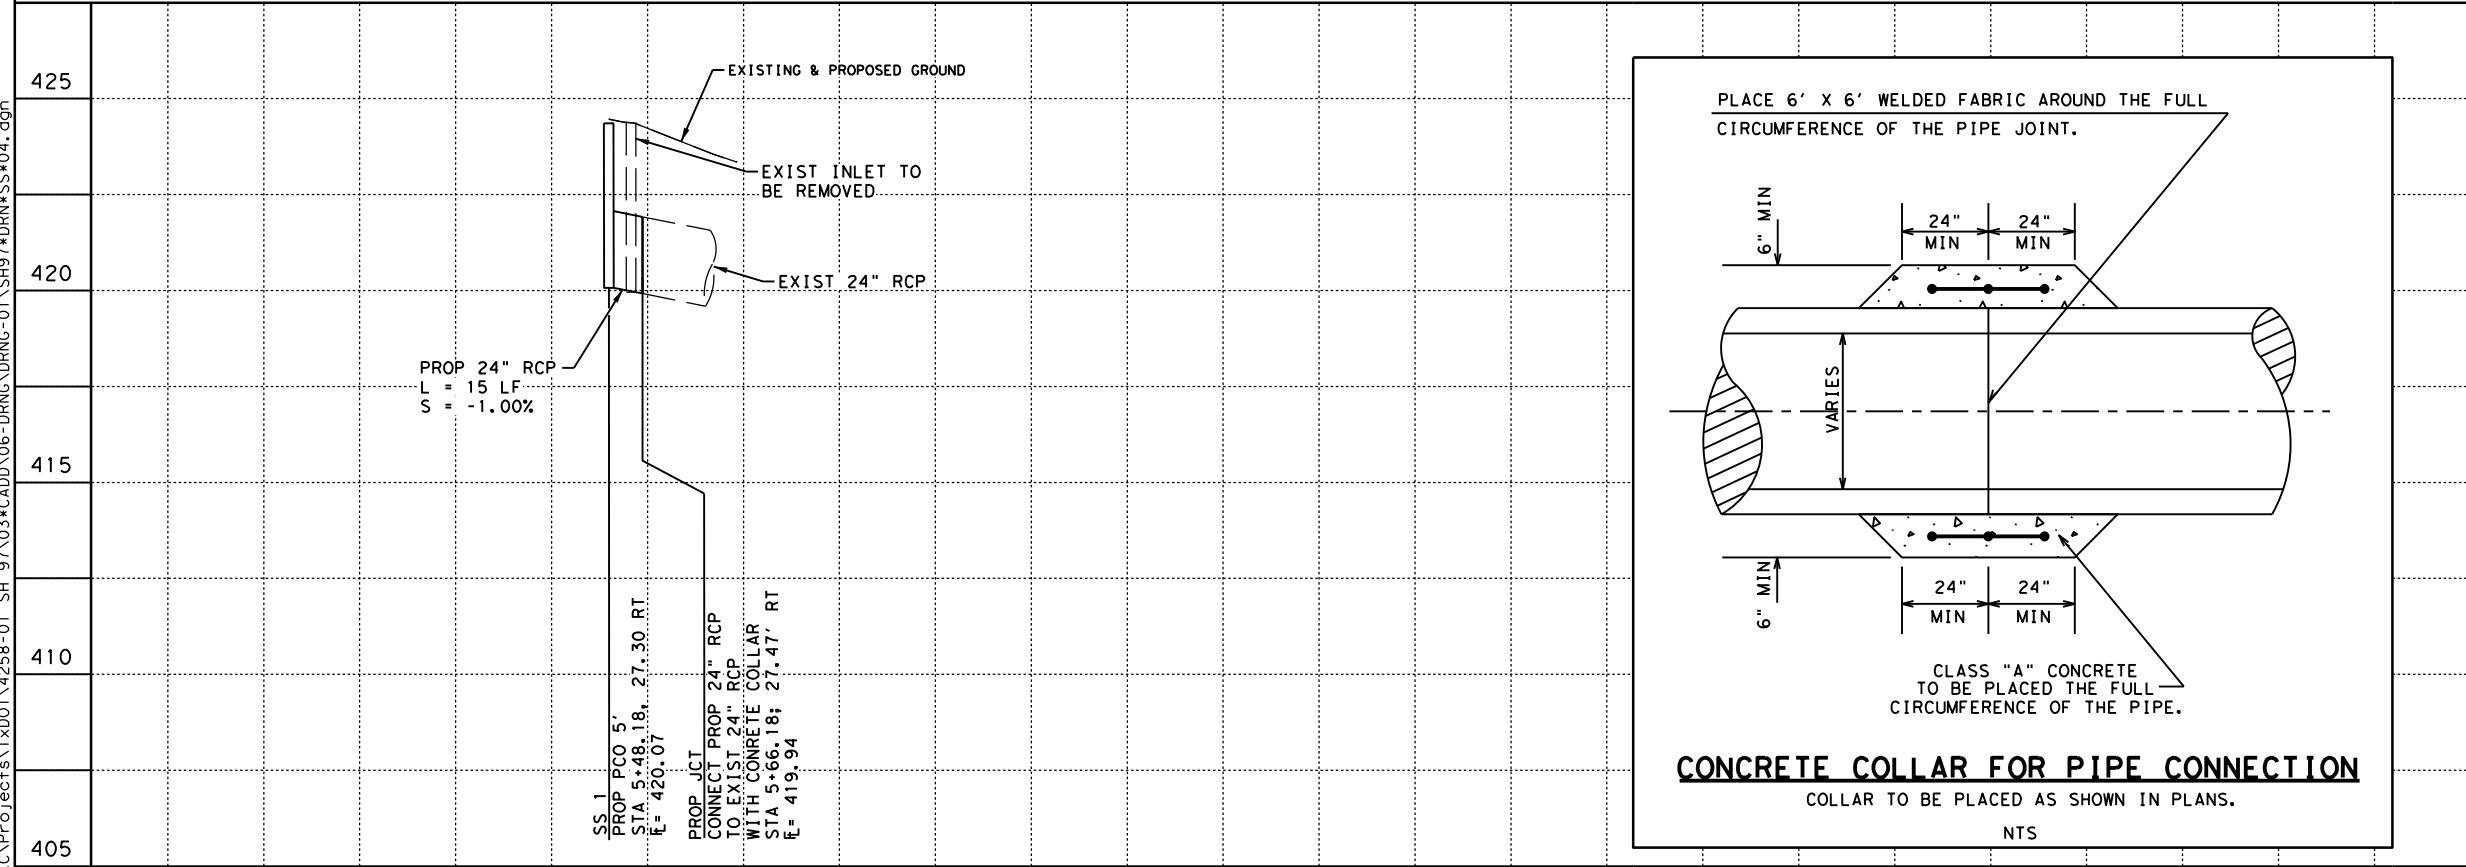 425
420
415
410
405
EXISTING & PROPOSED GROUND
EXIST INLET TO
BE REMOVED
EXIST 24" RCP
PROP 24" RCP
L = 15 LF
S = -1.00%
SS 1
PROP PCO 5'
STA 5+48.18, 27.30 RT
FL= 420.07
PROP JCT
CONNECT PROP 24" RCP
TO EXIST 24" RCP
WITH CONRETE COLLAR
STA 5+66.18; 27.47' RT
FL= 419.94
PLACE 6' X 6' WELDED FABRIC AROUND THE FULL
CIRCUMFERENCE OF THE PIPE JOINT.
6" MIN
24"
MIN
24"
MIN
VARIES
6" MIN
24"
MIN
24"
MIN
CLASS "A" CONCRETE
TO BE PLACED THE FULL
CIRCUMFERENCE OF THE PIPE.
CONCRETE COLLAR FOR PIPE CONNECTION
COLLAR TO BE PLACED AS SHOWN IN PLANS.
NTS